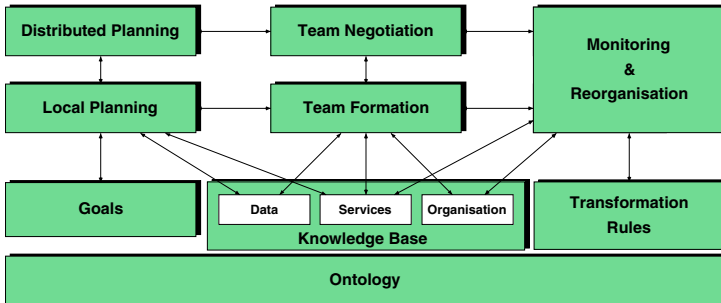 Distributed Planning
Team Negotiation
Monitoring
&
Reorganisation
Local Planning
Team Formation
Goals
Data
Services
Organisation
Knowledge Base
Transformation
Rules
Ontology